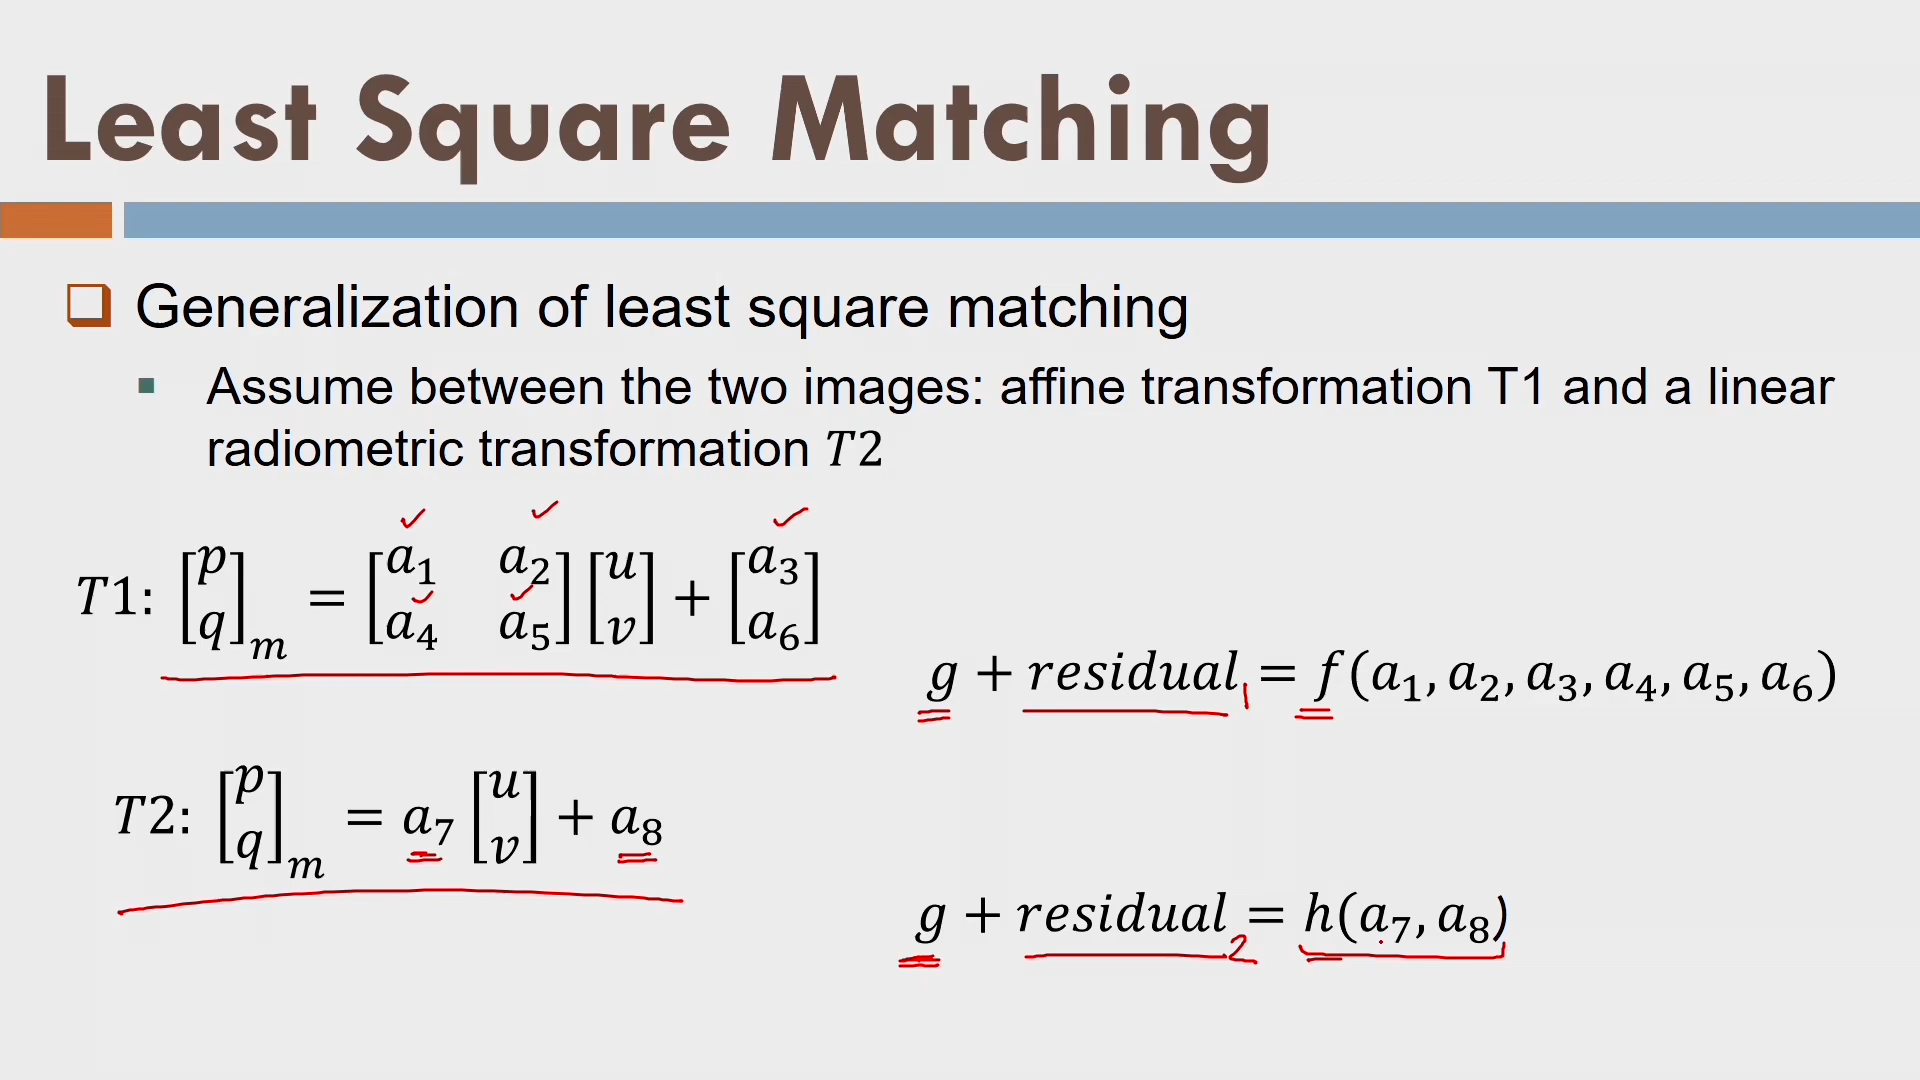 Least Square Matching
Generalization of least square matching
Assume between the two images: affine transformation T1 and a linear
radiometric transformation T2
T1: [p q]_m = [a₁ a₂ a₄ a₅] [u v] + [a₃ a₆]
g + residual₁ = f(a₁, a₂, a₃, a₄, a₅, a₆)
T2: [p q]_m = a₇ [u v] + a₈
g + residual₂ = h(a₇, a₈)